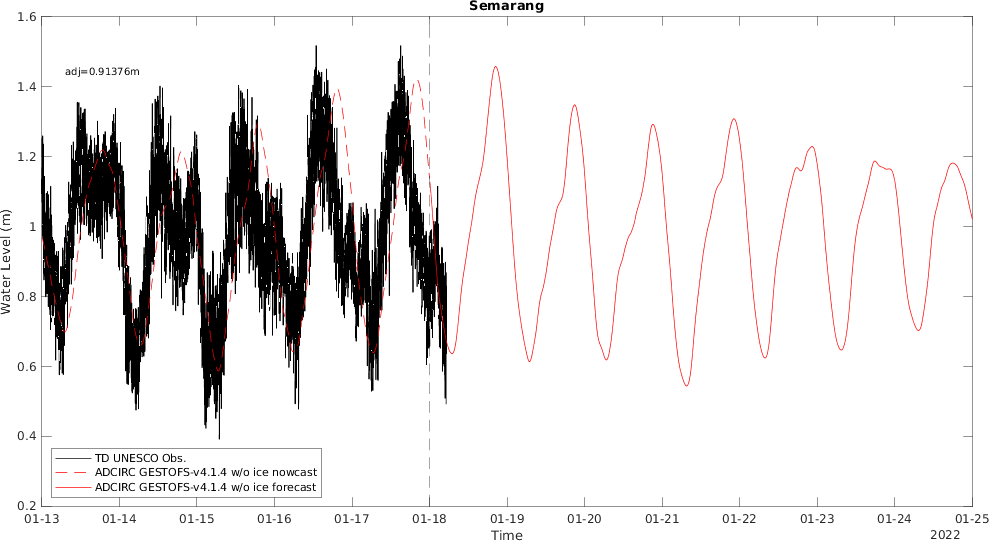 Semarang
1.6
1.4
1.2
1
0.8
0.6
0.4
0.2
Water Level (m)
adj=0.91376m
TD UNESCO Obs.
ADCIRC GESTOFS-v4.1.4 w/o ice nowcast
ADCIRC GESTOFS-v4.1.4 w/o ice forecast
01-13 01-14 01-15 01-16 01-17 01-18 01-19 01-20 01-21 01-22 01-23 01-24 01-25
Time
2022